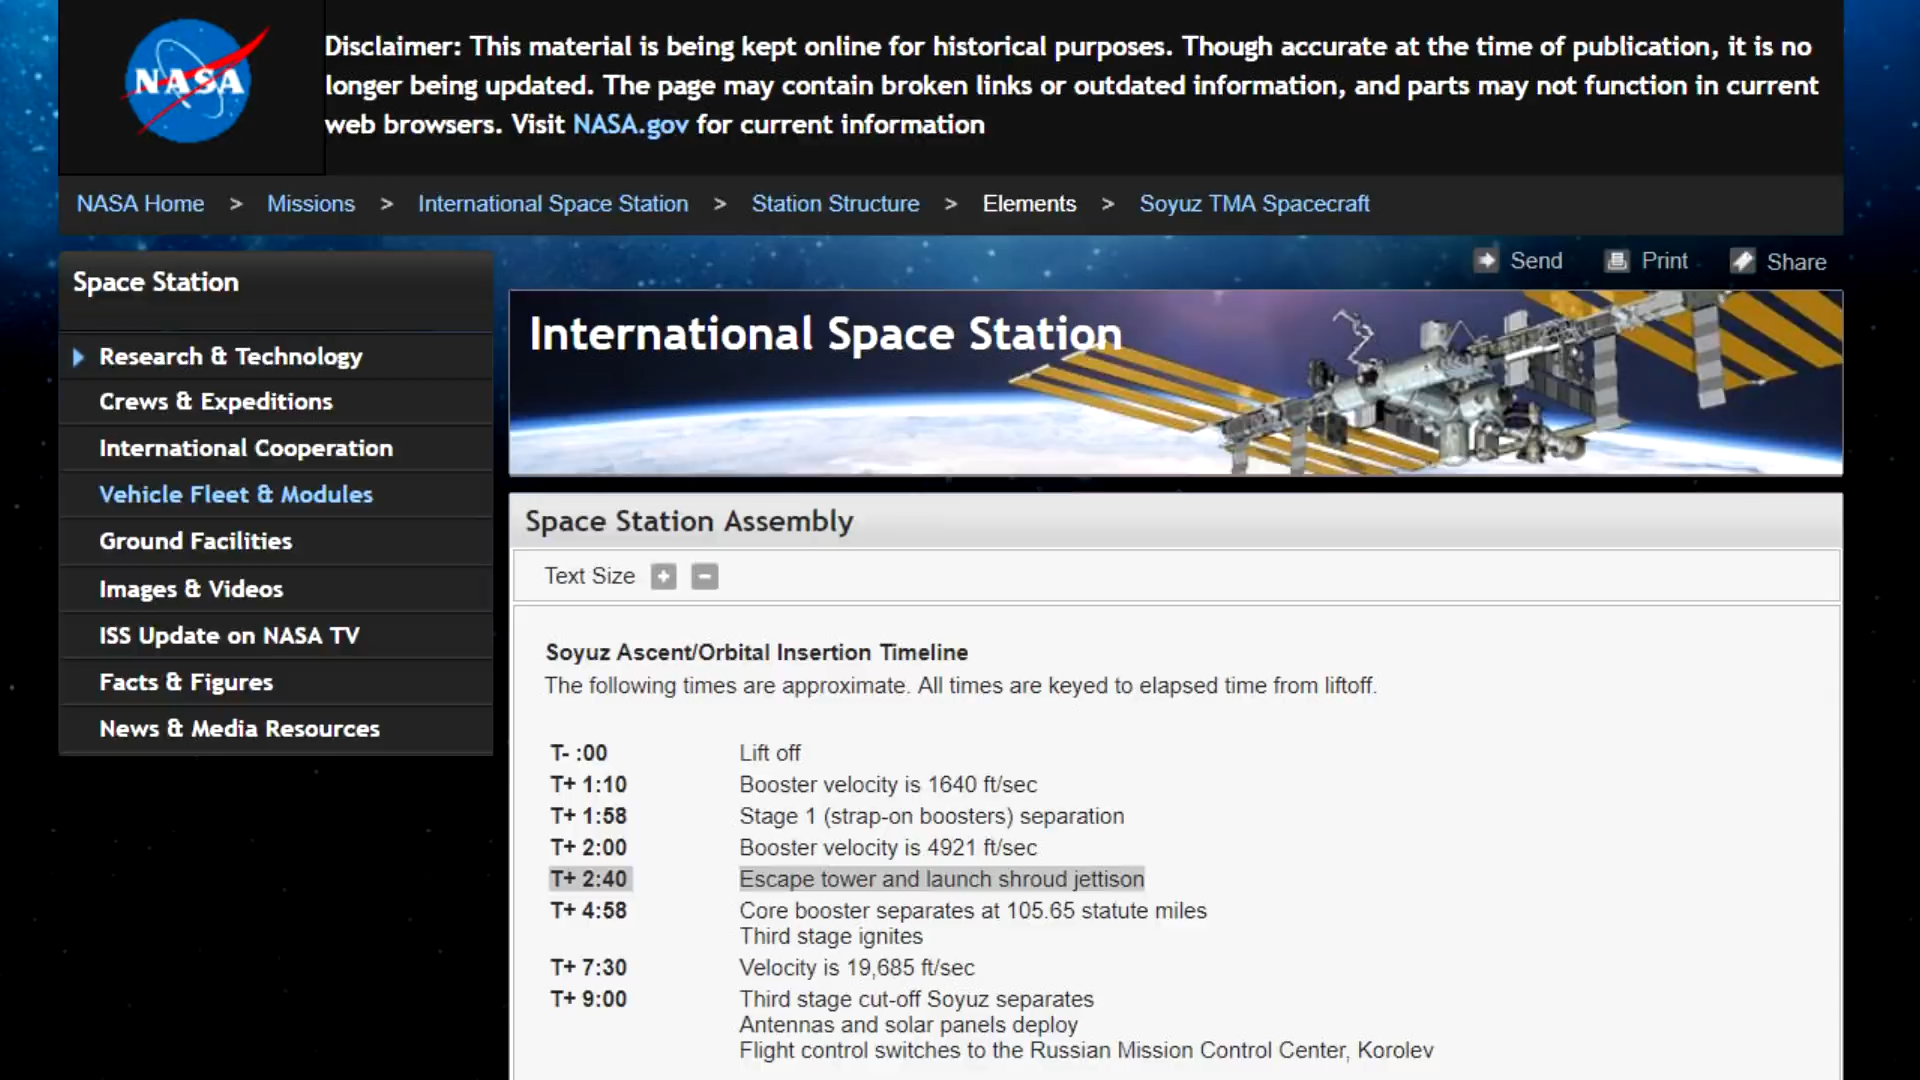 NASA
Disclaimer: This material is being kept online for historical purposes. Though accurate at the time of publication, it is no
longer being updated. The page may contain broken links or outdated information, and parts may not function in current
web browsers. Visit NASA.gov for current information
NASA Home > Missions > International Space Station > Station Structure > Elements > Soyuz TMA Spacecraft
Send Print Share
Space Station
Research & Technology
Crews & Expeditions
International Cooperation
Vehicle Fleet & Modules
Ground Facilities
Images & Videos
ISS Update on NASA TV
Facts & Figures
News & Media Resources
International Space Station
Space Station Assembly
Text Size + -
Soyuz Ascent/Orbital Insertion Timeline
The following times are approximate. All times are keyed to elapsed time from liftoff.
T- :00 Lift off
T+ 1:10 Booster velocity is 1640 ft/sec
T+ 1:58 Stage 1 (strap-on boosters) separation
T+ 2:00 Booster velocity is 4921 ft/sec
T+ 2:40 Escape tower and launch shroud jettison
T+ 4:58 Core booster separates at 105.65 statute miles
Third stage ignites
T+ 7:30 Velocity is 19,685 ft/sec
T+ 9:00 Third stage cut-off Soyuz separates
Antennas and solar panels deploy
Flight control switches to the Russian Mission Control Center, Korolev